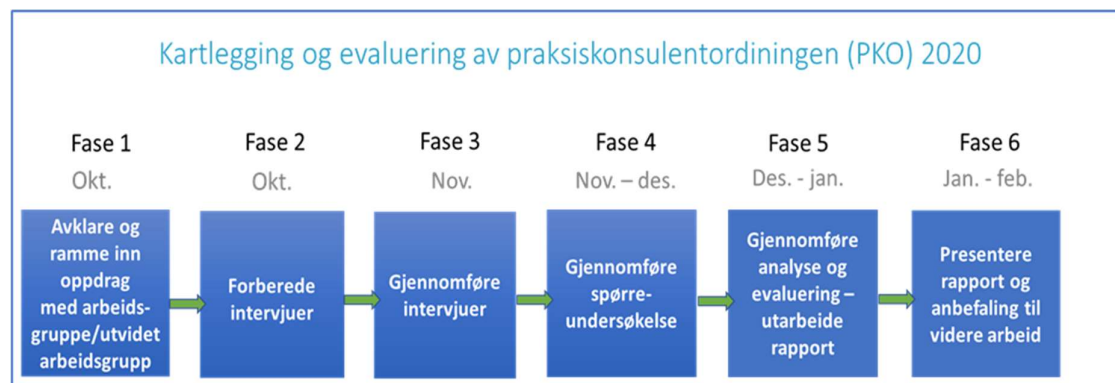 Kartlegging og evaluering av praksiskonsulentordiningen (PKO) 2020
Fase 1
Okt.
Avklare og
ramme inn
oppdrag
med arbeids-
gruppe/utvidet
arbeidsgrupp
Fase 2
Okt.
Forberede
intervjuer
Fase 3
Nov.
Gjennomføre
intervjuer
Fase 4
Nov. – des.
Gjennomføre
spørre-
undersøkelse
Fase 5
Des. - jan.
Gjennomføre
analyse og
evaluering –
utarbeide
rapport
Fase 6
Jan. - feb.
Presentere
rapport og
anbefaling til
videre arbeid